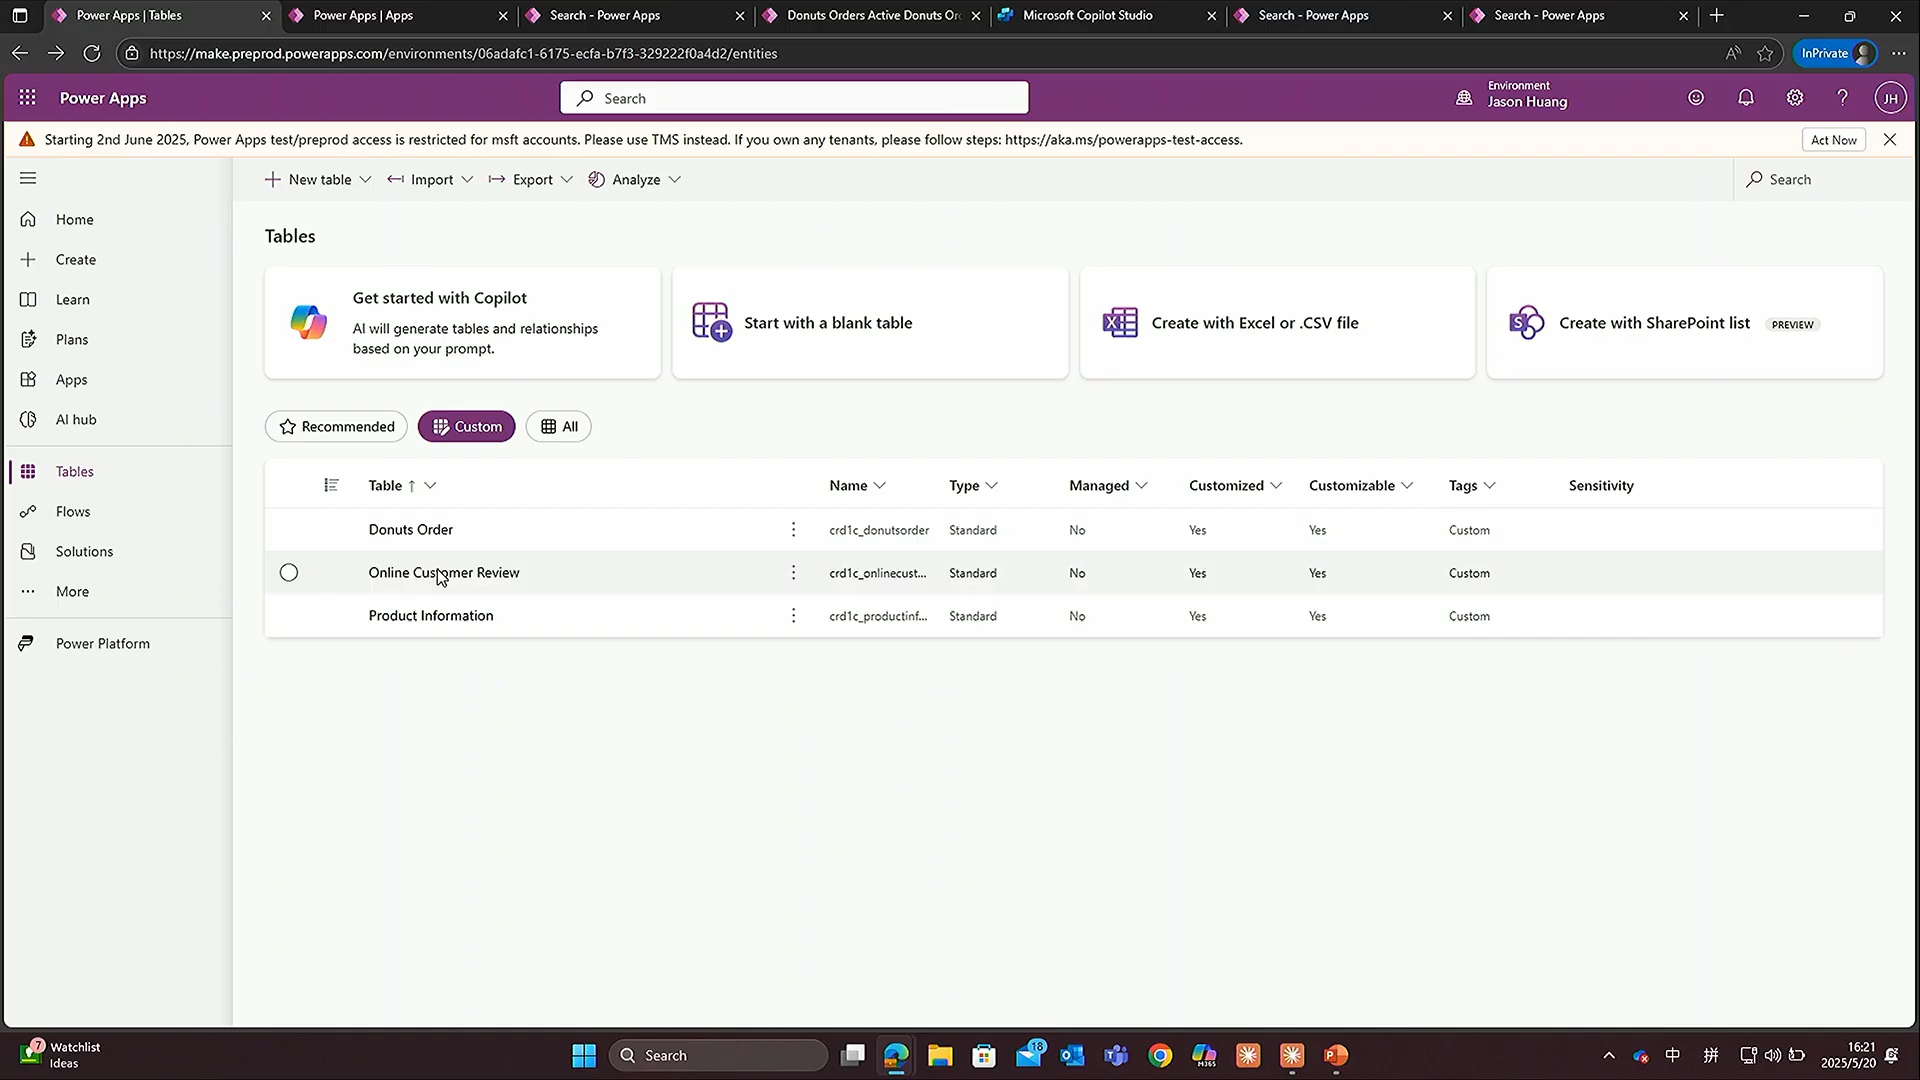 Power Apps | Tables
Power Apps | Apps
Search - Power Apps
Donuts Orders Active Donuts Or
Microsoft Copilot Studio
Search - Power Apps
Search - Power Apps
https://make.preprod.powerapps.com/environments/06adafc1-6175-ecfa-b7f3-329222f0a4d2/entities
InPrivate
Power Apps
Search
Environment
Jason Huang
JH
Starting 2nd June 2025, Power Apps test/preprod access is restricted for msft accounts. Please use TMS instead. If you own any tenants, please follow steps: https://aka.ms/powerapps-test-access.
Act Now
New table
Import
Export
Analyze
Search
Home
Create
Learn
Plans
Apps
AI hub
Tables
Flows
Solutions
More
Power Platform
Tables
Get started with Copilot
AI will generate tables and relationships
based on your prompt.
Start with a blank table
Create with Excel or .CSV file
Create with SharePoint list PREVIEW
Recommended
Custom
All
Table Name Type Managed Customized Customizable Tags Sensitivity
Donuts Order crd1c_donutsorder Standard No Yes Yes Custom
Online Customer Review crd1c_onlinecust... Standard No Yes Yes Custom
Product Information crd1c_productinf... Standard No Yes Yes Custom
7
Watchlist
Ideas
Search
18
M365
中
拼
16:21
2025/5/20